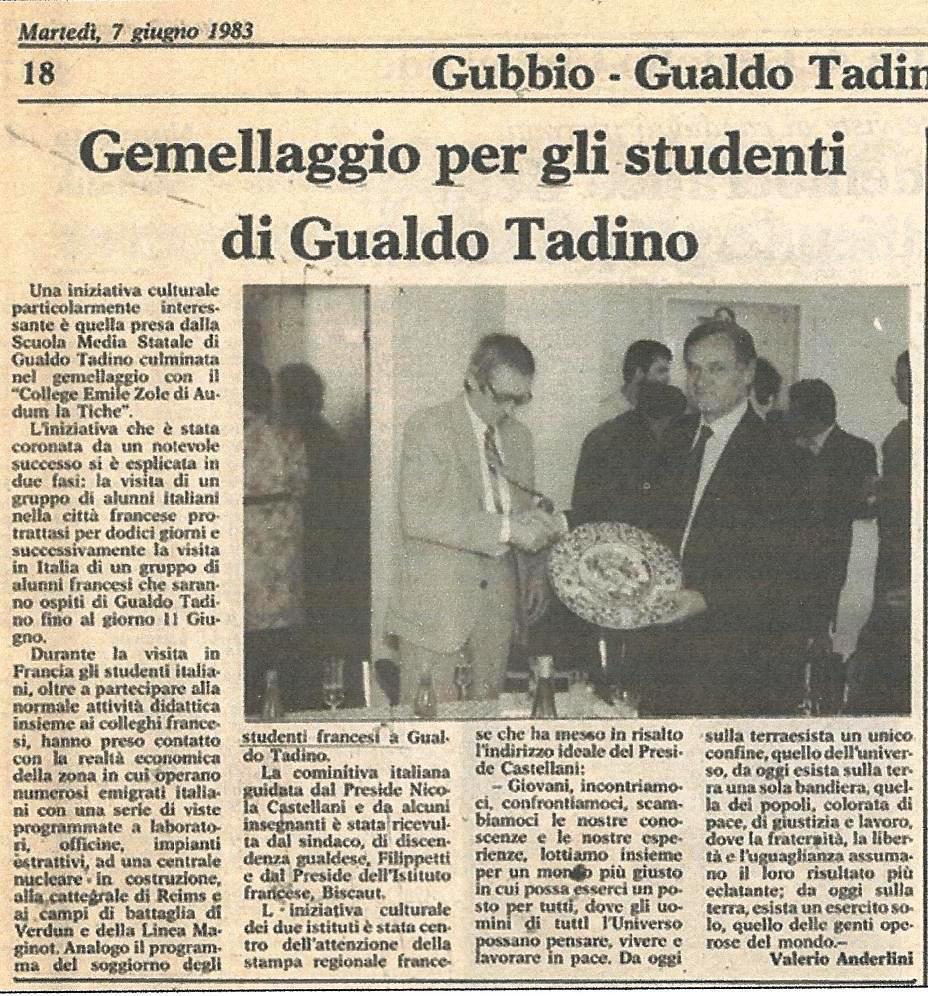 Martedì, 7 giugno 1983
18
Gubbio - Gualdo Tadin
Gemellaggio per gli studenti
di Gualdo Tadino
Una iniziativa culturale
particolarmente interes-
sante è quella presa dalla
Scuola Media Statale di
Gualdo Tadino culminata
nel gemellaggio con il
"College Emile Zole di Au-
dum la Tiche".
L'iniziativa che è stata
coronata da un notevole
successo si è esplicata in
due fasi: la visita di un
gruppo di alunni italiani
nella città francese pro-
trattasi per dodici giorni e
successivamente la visita
in Italia di un gruppo di
alunni francesi che saran-
no ospiti di Gualdo Tadi-
no fino al giorno 11 Giu-
gno.
Durante la visita in
Francia gli studenti italia-
ni, oltre a partecipare alla
normale attività didattica
insieme ai colleghi france-
si, hanno preso contatto
con la realtà economica
della zona in cui operano
numerosi emigrati italia-
ni con una serie di viste
programmate a laborato-
ri, officine, impianti
estrattivi, ad una centrale
nucleare in costruzione,
alla cattegrale di Reims e
ai campi di battaglia di
Verdun e della Linea Ma-
ginot. Analogo il program-
ma del soggiorno degli
studenti francesi a Gual-
do Tadino.
La cominitiva italiana
guidata dal Preside Nico-
la Castellani e da alcuni
insegnanti è stata ricevul-
ta dal sindaco, di discen-
denza gualdese, Filippetti
e dal Preside dell'Istituto
francese, Biscaut.
L'iniziativa culturale
dei due istituti è stata cen-
tro dell'attenzione della
stampa regionale france-
se che ha messo in risalto
l'indirizzo ideale del Presi-
de Castellani:
– Giovani, incontriamo-
ci, confrontiamoci, scam-
biamoci le nostre cono-
scenze e le nostre espe-
rienze, lottiamo insieme
per un mondo più giusto
in cui possa esserci un po-
sto per tutti, dove gli uo-
mini di tuttI l'Universo
possano pensare, vivere e
lavorare in pace. Da oggi
sulla terraesista un unico
confine, quello dell'univer-
so, da oggi esista sulla ter-
ra una sola bandiera, quel-
la dei popoli, colorata di
pace, di giustizia e lavoro,
dove la fraternità, la liber-
tà e l'uguaglianza assuma-
no il loro risultato più
eclatante; da oggi sulla
terra, esista un esercito so-
lo, quello delle genti ope-
rose del mondo.–
Valerio Anderlini